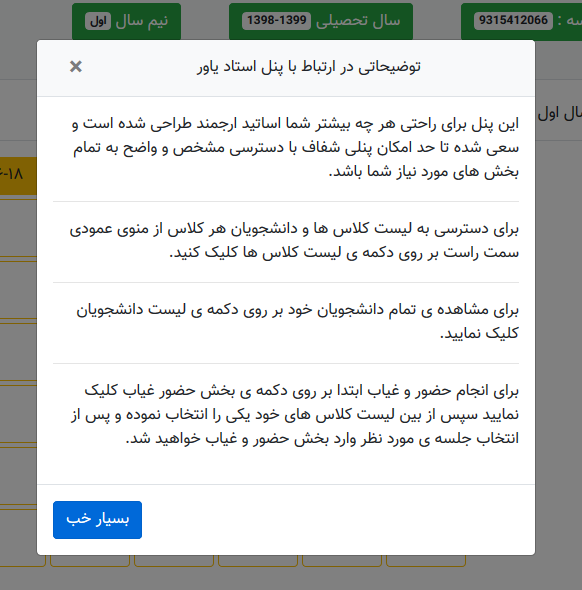 سه : 9315412066
سال تحصیلی 1399-1398
نیم سال اول
توضیحاتی در ارتباط با پنل استاد یاور
×
سال اول
۱۸-
این پنل برای راحتی هر چه بیشتر شما اساتید ارجمند طراحی شده است و
سعی شده تا حد امکان پنلی شفاف با دسترسی مشخص و واضح به تمام
بخش های مورد نیاز شما باشد.
برای دسترسی به لیست کلاس ها و دانشجویان هر کلاس از منوی عمودی
سمت راست بر روی دکمه ی لیست کلاس ها کلیک کنید.
برای مشاهده ی تمام دانشجویان خود بر روی دکمه ی لیست دانشجویان
کلیک نمایید.
برای انجام حضور و غیاب ابتدا بر روی دکمه ی بخش حضور غیاب کلیک
نمایید سپس از بین لیست کلاس های خود یکی را انتخاب نموده و پس از
انتخاب جلسه ی مورد نظر وارد بخش حضور و غیاب خواهید شد.
بسیار خب